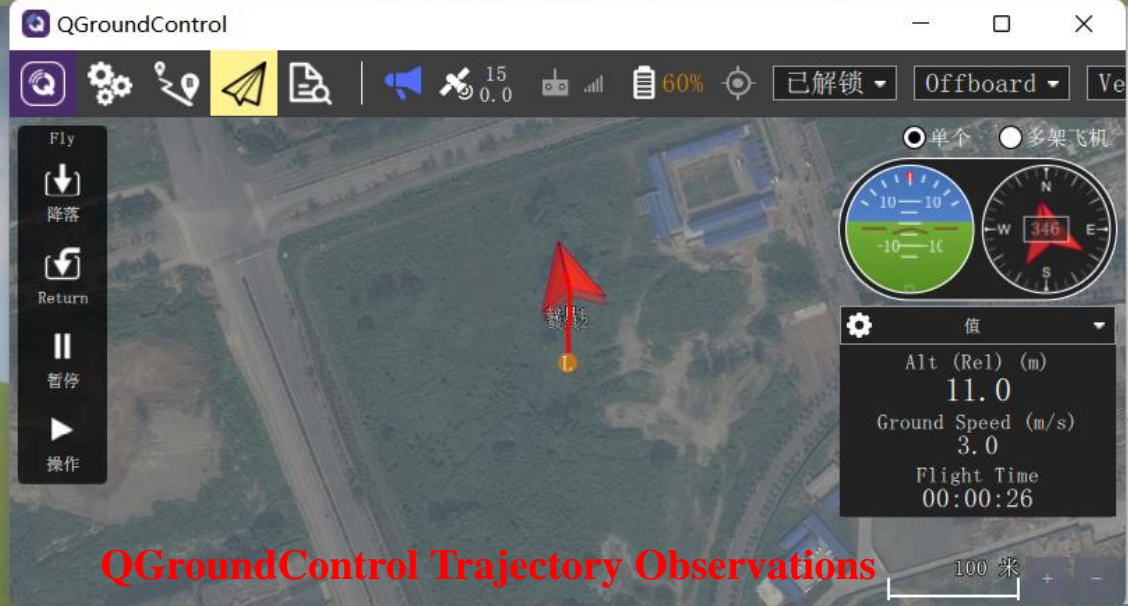 QGroundControl
15
0.0
60%
已解锁
Offboard
Ve
Fly
降落
Return
暂停
操作
单个
多架飞机
10 10
-10
N
W 346 E
S
值
Alt (Rel) (m)
11.0
Ground Speed (m/s)
3.0
Flight Time
00:00:26
L
QGroundControl Trajectory Observations
100 米
+ -